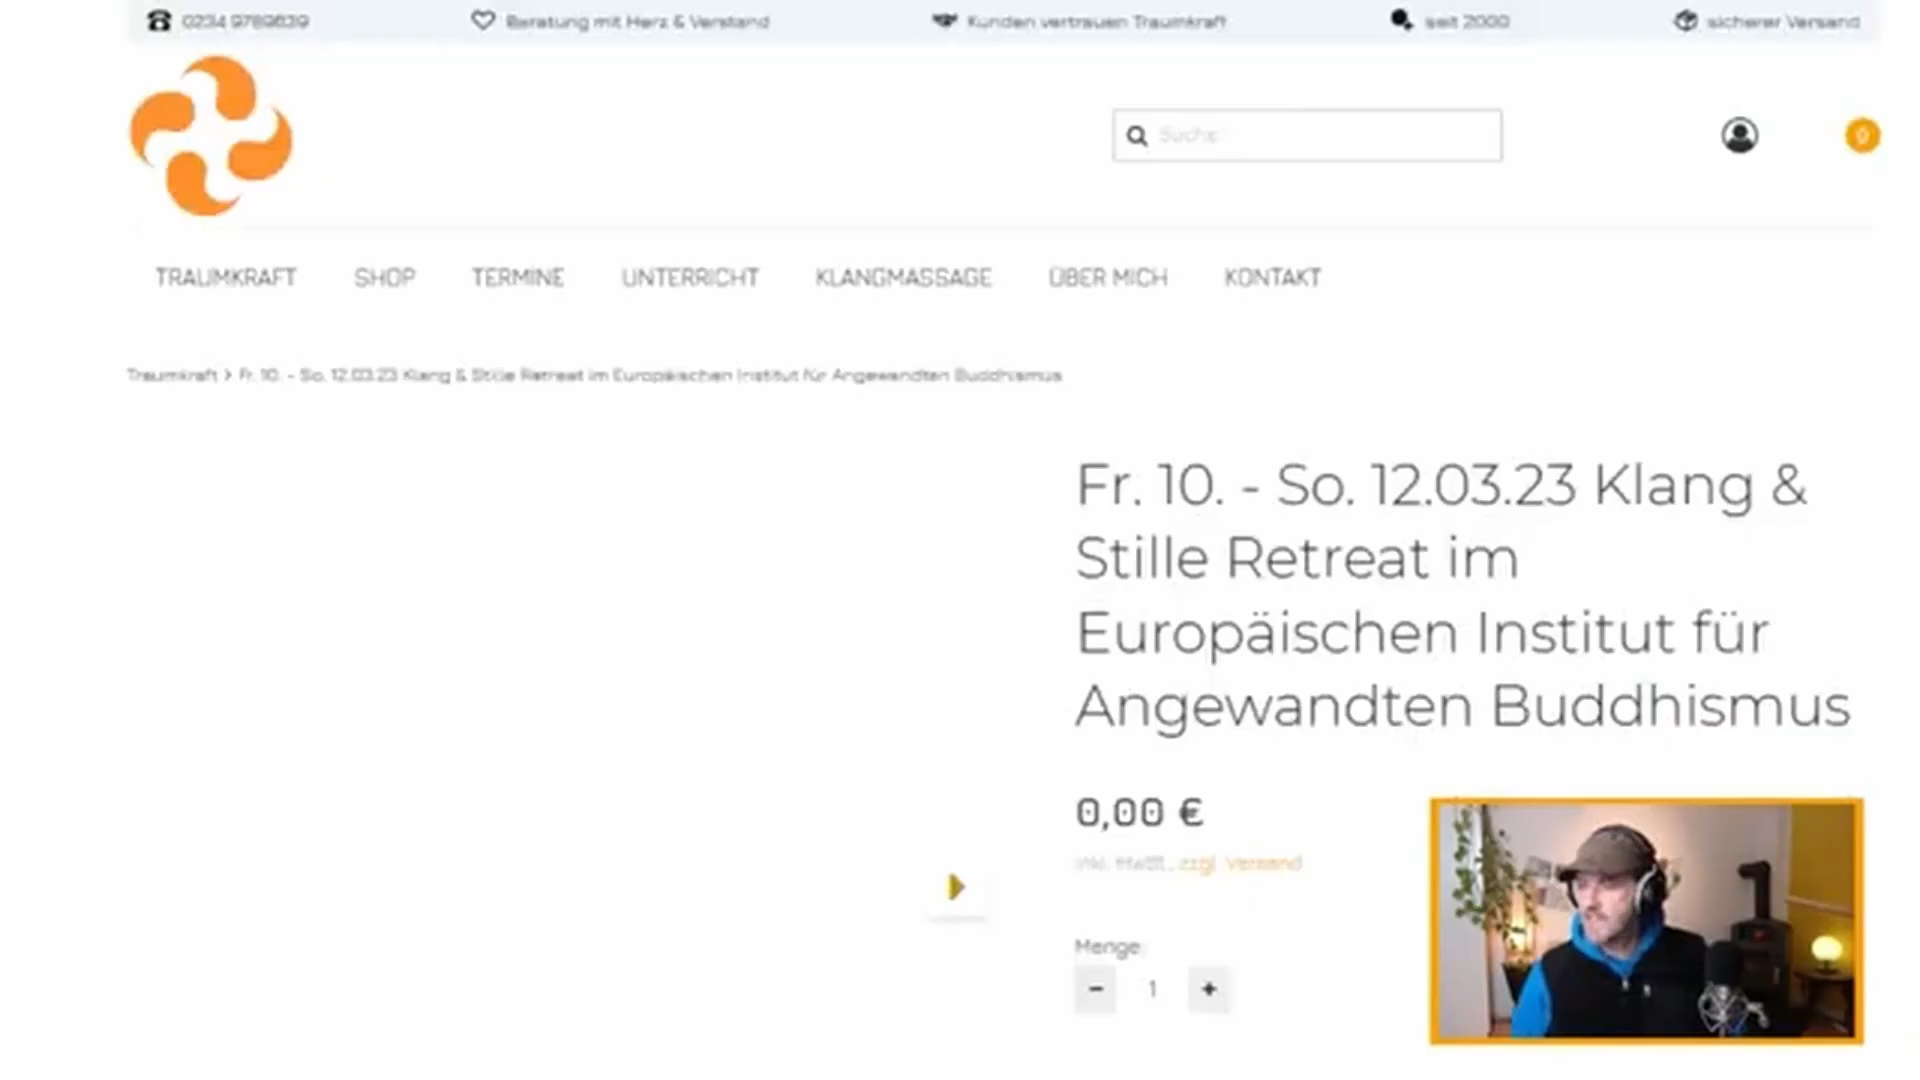 0234 9789639
Beratung mit Herz & Verstand
Kunden vertrauen Traumkraft
seit 2000
sicherer Versand
Suche
0
TRAUMKRAFT
SHOP
TERMINE
UNTERRICHT
KLANGMASSAGE
ÜBER MICH
KONTAKT
Traumkraft > Fr. 10. - So. 12.03.23 Klang & Stille Retreat im Europäischen Institut für Angewandten Buddhismus
Fr. 10. - So. 12.03.23 Klang &
Stille Retreat im
Europäischen Institut für
Angewandten Buddhismus
0,00 €
inkl. MwSt., zzgl. Versand
Menge:
- 1 +